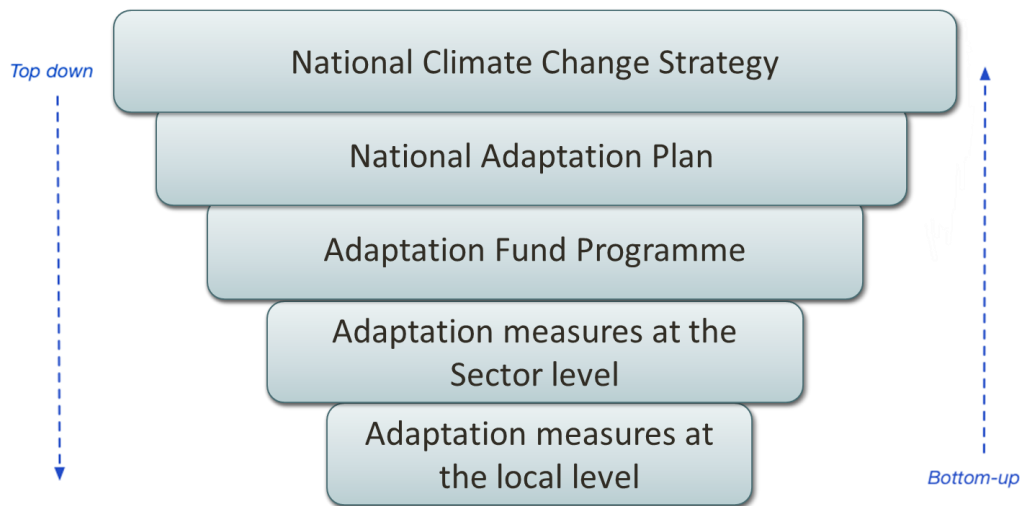 National Climate Change Strategy
Top down
National Adaptation Plan
Adaptation Fund Programme
Adaptation measures at the
Sector level
Adaptation measures at
the local level
Bottom-up